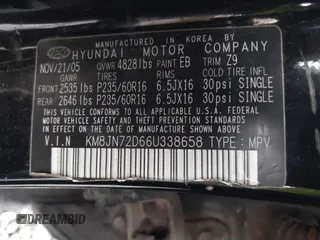 MANUFACTURED IN KOREA BY
HYUNDAI MOTOR COMPANY
NOV/21/05 GVWR 4828 lbs PAINT EB TRIM Z9
GAWR TIRES RIMS COLD TIRE INFL
FRONT 2535 lbs P235/60R16 6.5JX16 30psi SINGLE
REAR 2646 lbs P235/60R16 6.5JX16 30psi SINGLE
THIS VEHICLE CONFORMS TO ALL APPLICABLE U.S.A. FEDERAL
MOTOR VEHICLE SAFETY AND BUMPER STANDARDS IN EFFECT ON
THE DATE OF MANUFACTURE SHOWN ABOVE.
V.I.N KM8JN72D66U338658 TYPE : MPV
DREAMBID